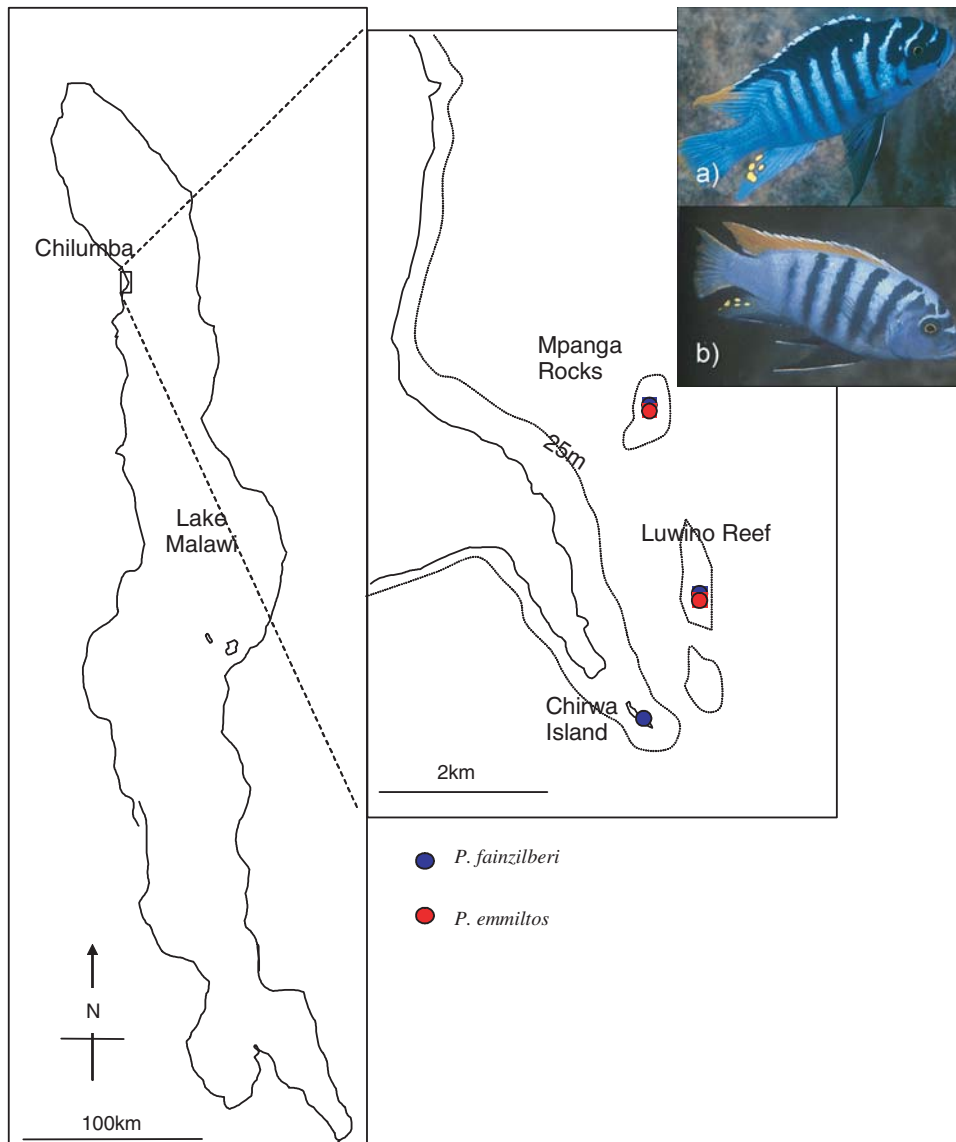 Chilumba
Lake
Malawi
N
100km
Mpanga
Rocks
25m
Luwino Reef
Chirwa
Island
2km
a)
b)
P. fainzilberi
P. emmiltos